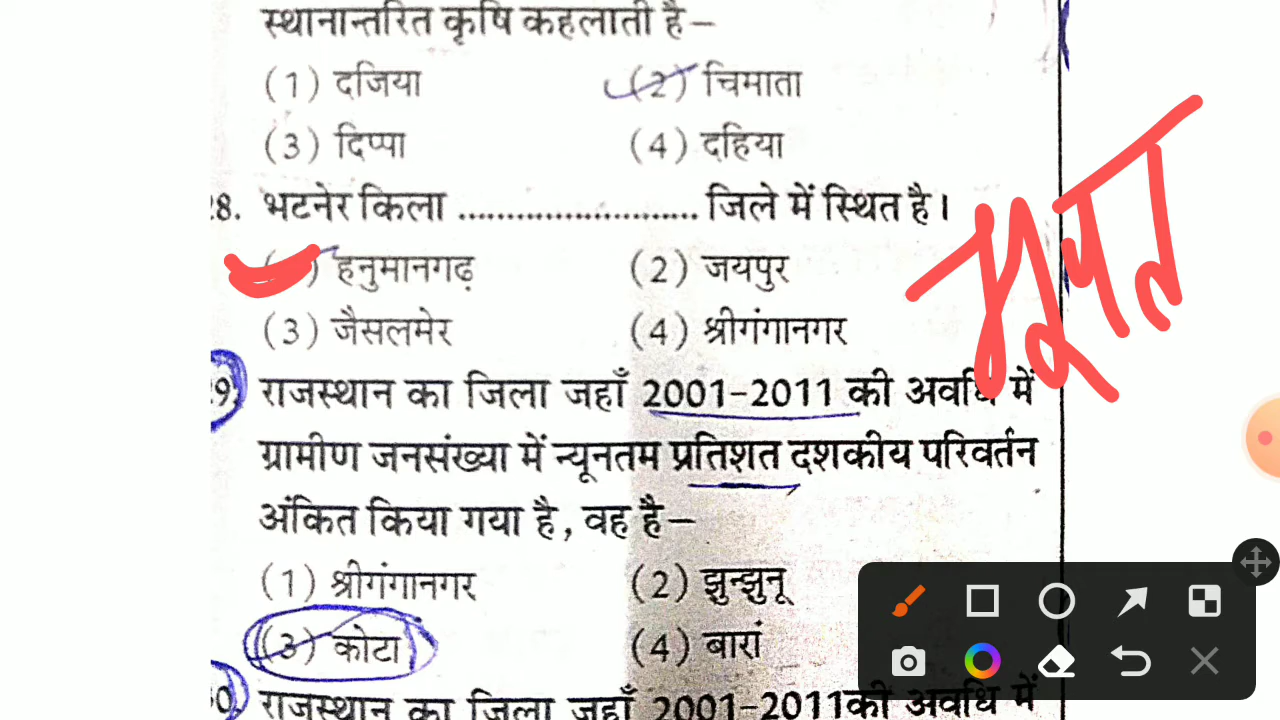 स्थानान्तरित कृषि कहलाती है–
(1) दजिया (2) चिमाता
(3) दिप्पा (4) दहिया
28. भटनेर किला .......................... जिले में स्थित है।
हनुमानगढ़ (2) जयपुर
(3) जैसलमेर (4) श्रीगंगानगर
9. राजस्थान का जिला जहाँ 2001–2011 की अवधि में
ग्रामीण जनसंख्या में न्यूनतम प्रतिशत दशकीय परिवर्तन
अंकित किया गया है, वह है–
(1) श्रीगंगानगर (2) झुन्झुनू
(3) कोटा (4) बारां
राजस्थान का जिला जहाँ 2001–2011की अवधि में